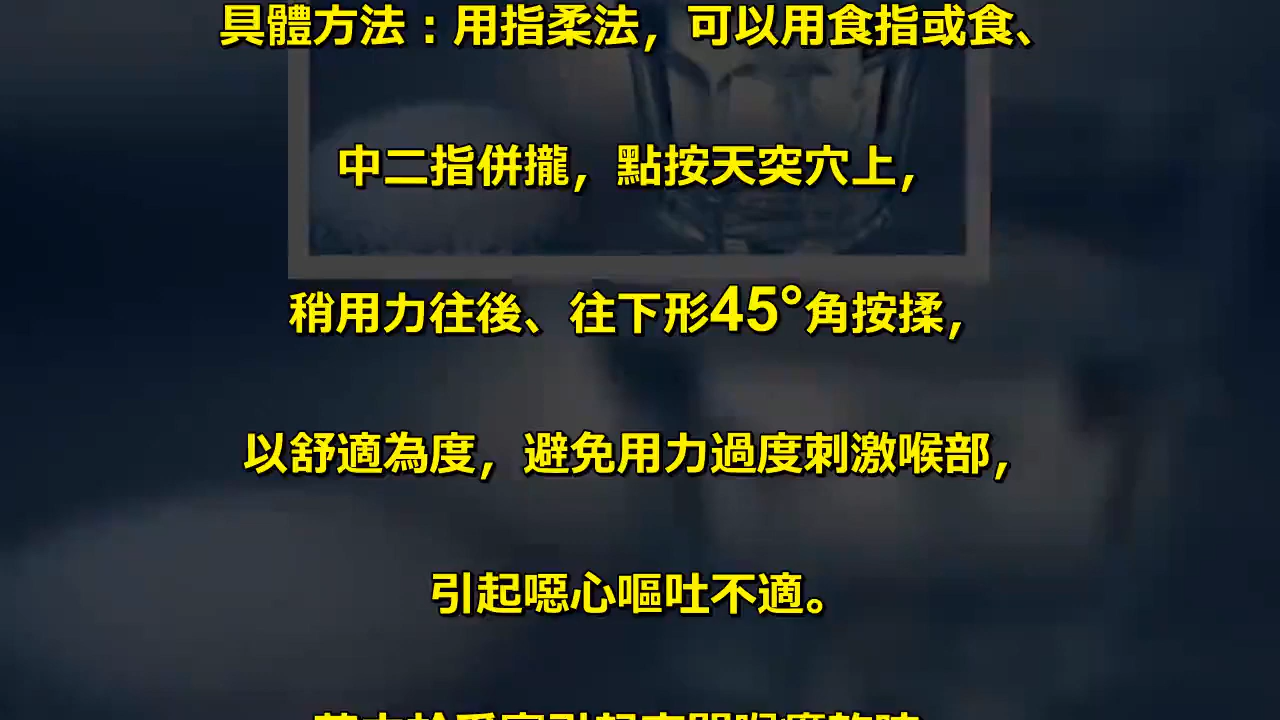 具體方法：用指柔法，可以用食指或食、
中二指併攏，點按天突穴上，
稍用力往後、往下形45°角按揉，
以舒適為度，避免用力過度刺激喉部，
引起噁心嘔吐不適。